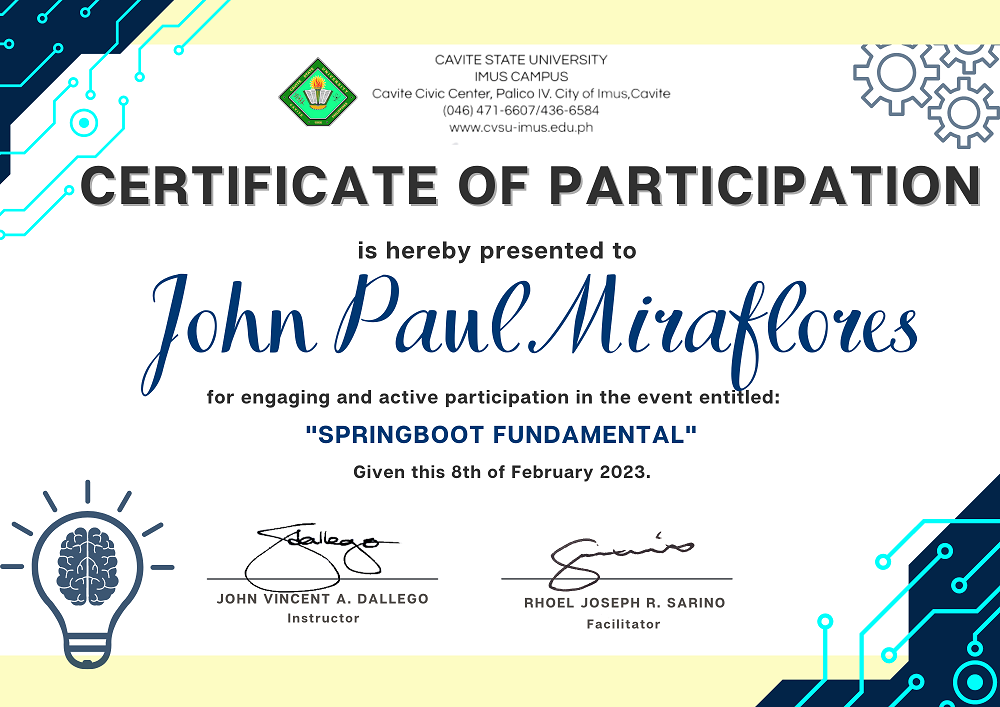 CAVITE STATE UNIVERSITY
IMUS CAMPUS
Cavite Civic Center, Palico IV. City of Imus,Cavite
(046) 471-6607/436-6584
www.cvsu-imus.edu.ph
CERTIFICATE OF PARTICIPATION
is hereby presented to
John Paul Miraflores
for engaging and active participation in the event entitled:
"SPRINGBOOT FUNDAMENTAL"
Given this 8th of February 2023.
JOHN VINCENT A. DALLEGO
Instructor
RHOEL JOSEPH R. SARINO
Facilitator